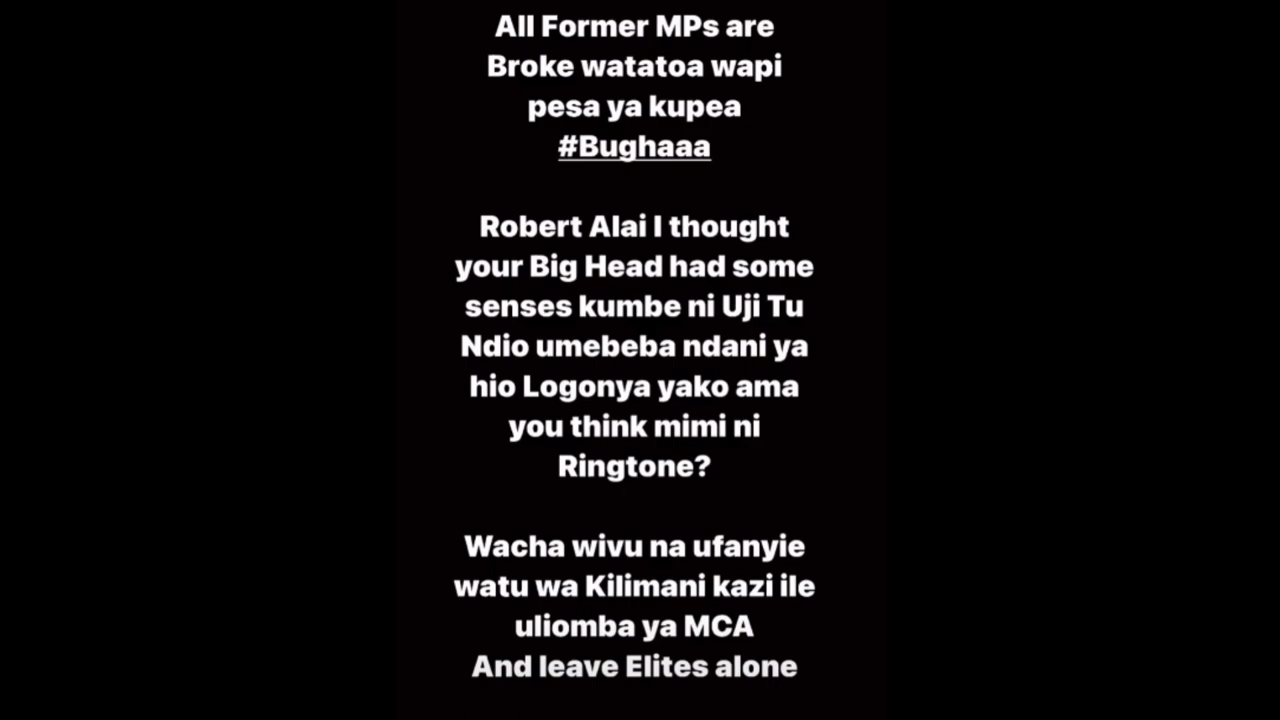 All Former MPs are
Broke watatoa wapi
pesa ya kupea
#Bughaaa
Robert Alai I thought
your Big Head had some
senses kumbe ni Uji Tu
Ndio umebeba ndani ya
hio Logonya yako ama
you think mimi ni
Ringtone?
Wacha wivu na ufanyie
watu wa Kilimani kazi ile
uliomba ya MCA
And leave Elites alone